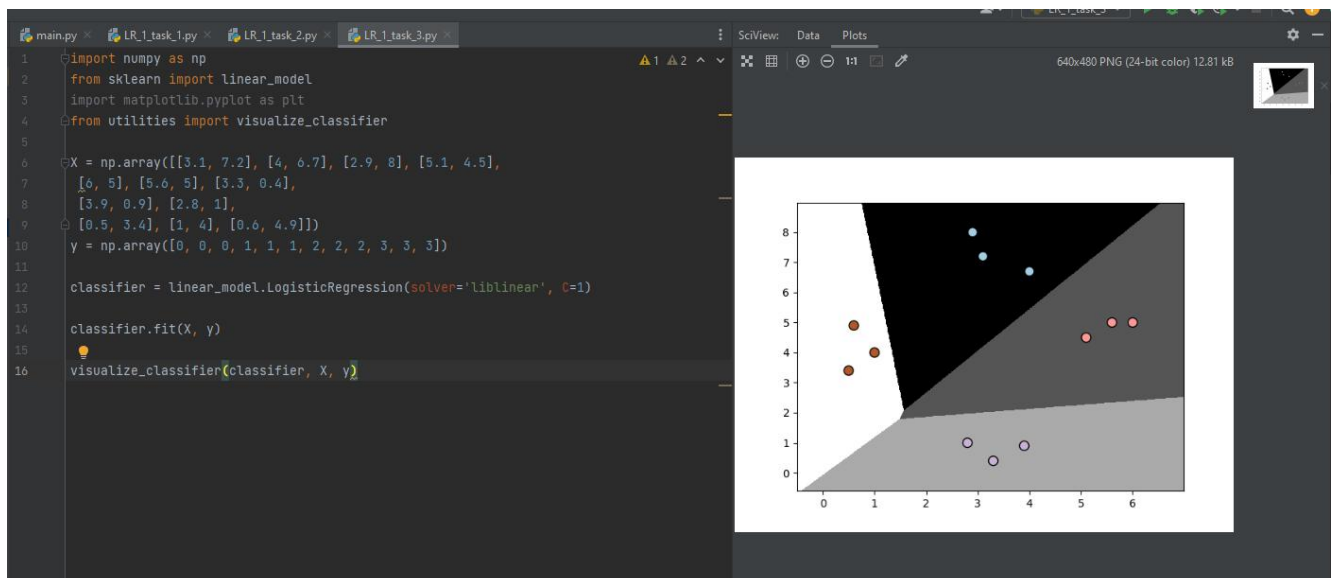 LR_1_task_3
main.py LR_1_task_1.py LR_1_task_2.py LR_1_task_3.py
SciView: Data Plots
1 import numpy as np
2 from sklearn import linear_model
3 import matplotlib.pyplot as plt
4 from utilities import visualize_classifier
5
6 X = np.array([[3.1, 7.2], [4, 6.7], [2.9, 8], [5.1, 4.5],
7 [6, 5], [5.6, 5], [3.3, 0.4],
8 [3.9, 0.9], [2.8, 1],
9 [0.5, 3.4], [1, 4], [0.6, 4.9]])
10 y = np.array([0, 0, 0, 1, 1, 1, 2, 2, 2, 3, 3, 3])
11
12 classifier = linear_model.LogisticRegression(solver='liblinear', C=1)
13
14 classifier.fit(X, y)
15
16 visualize_classifier(classifier, X, y)
1 2
1:1
640x480 PNG (24-bit color) 12.81 kB
8
7
6
5
4
3
2
1
0
0 1 2 3 4 5 6